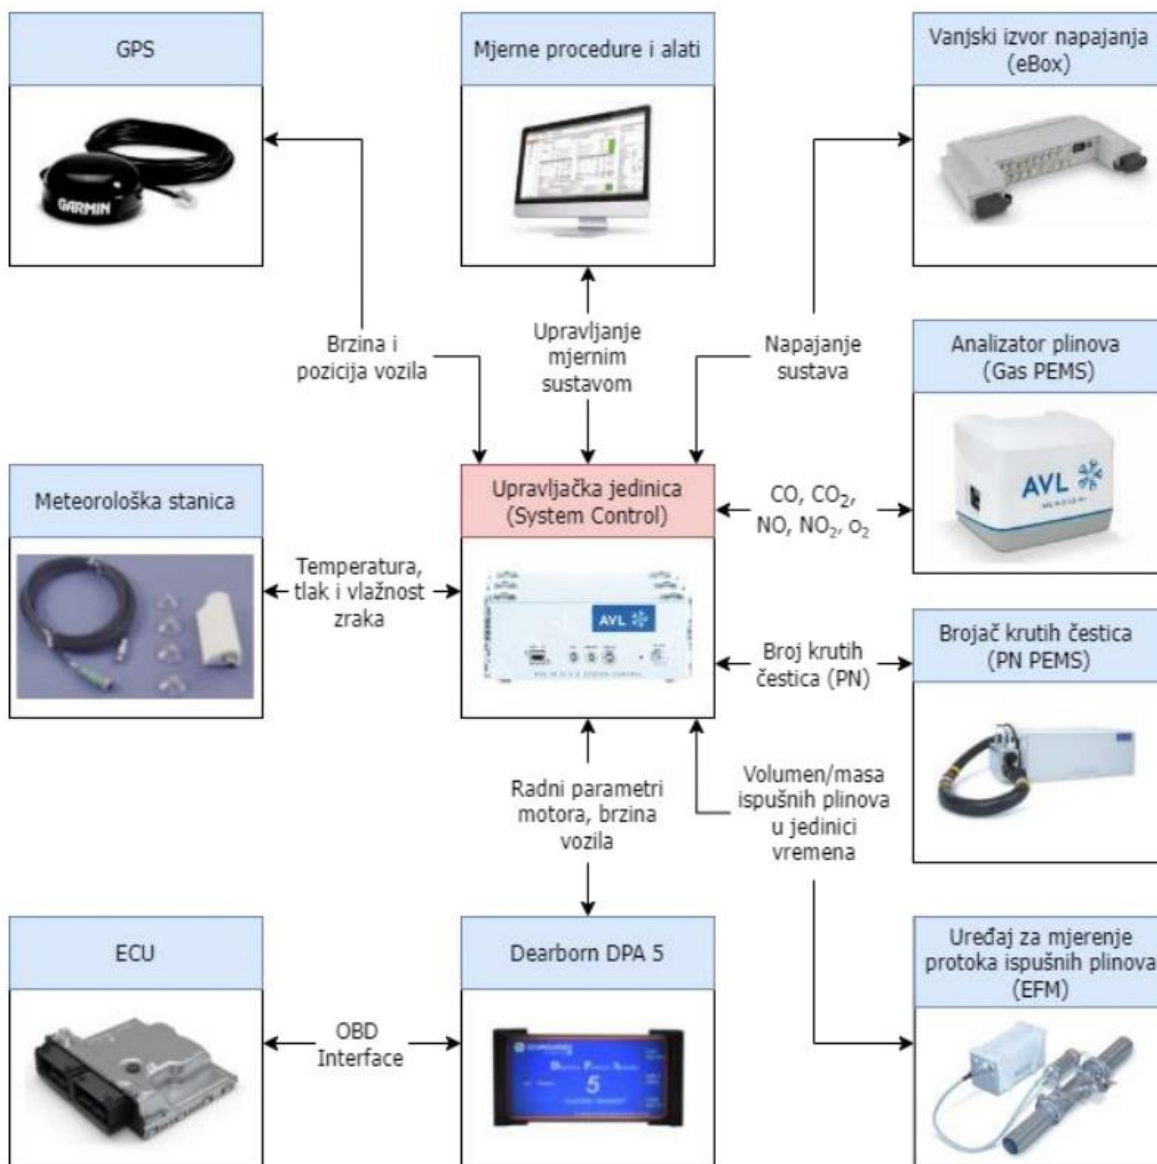 GPS
Mjerne procedure i alati
Vanjski izvor napajanja
(eBox)
GARMIN
Brzina i
pozicija vozila
Upravljanje
mjernim
sustavom
Napajanje
sustava
Analizator plinova
(Gas PEMS)
AVL
Meteorološka stanica
Temperatura,
tlak i vlažnost
zraka
Upravljačka jedinica
(System Control)
AVL
SYSTEM CONTROL
CO, CO₂,
NO, NO₂, O₂
Brojač krutih čestica
(PN PEMS)
Broj krutih
čestica (PN)
Radni parametri
motora, brzina
vozila
Volumen/masa
ispušnih plinova
u jedinici
vremena
ECU
OBD
Interface
Dearborn DPA 5
5
Uređaj za mjerenje
protoka ispušnih plinova
(EFM)